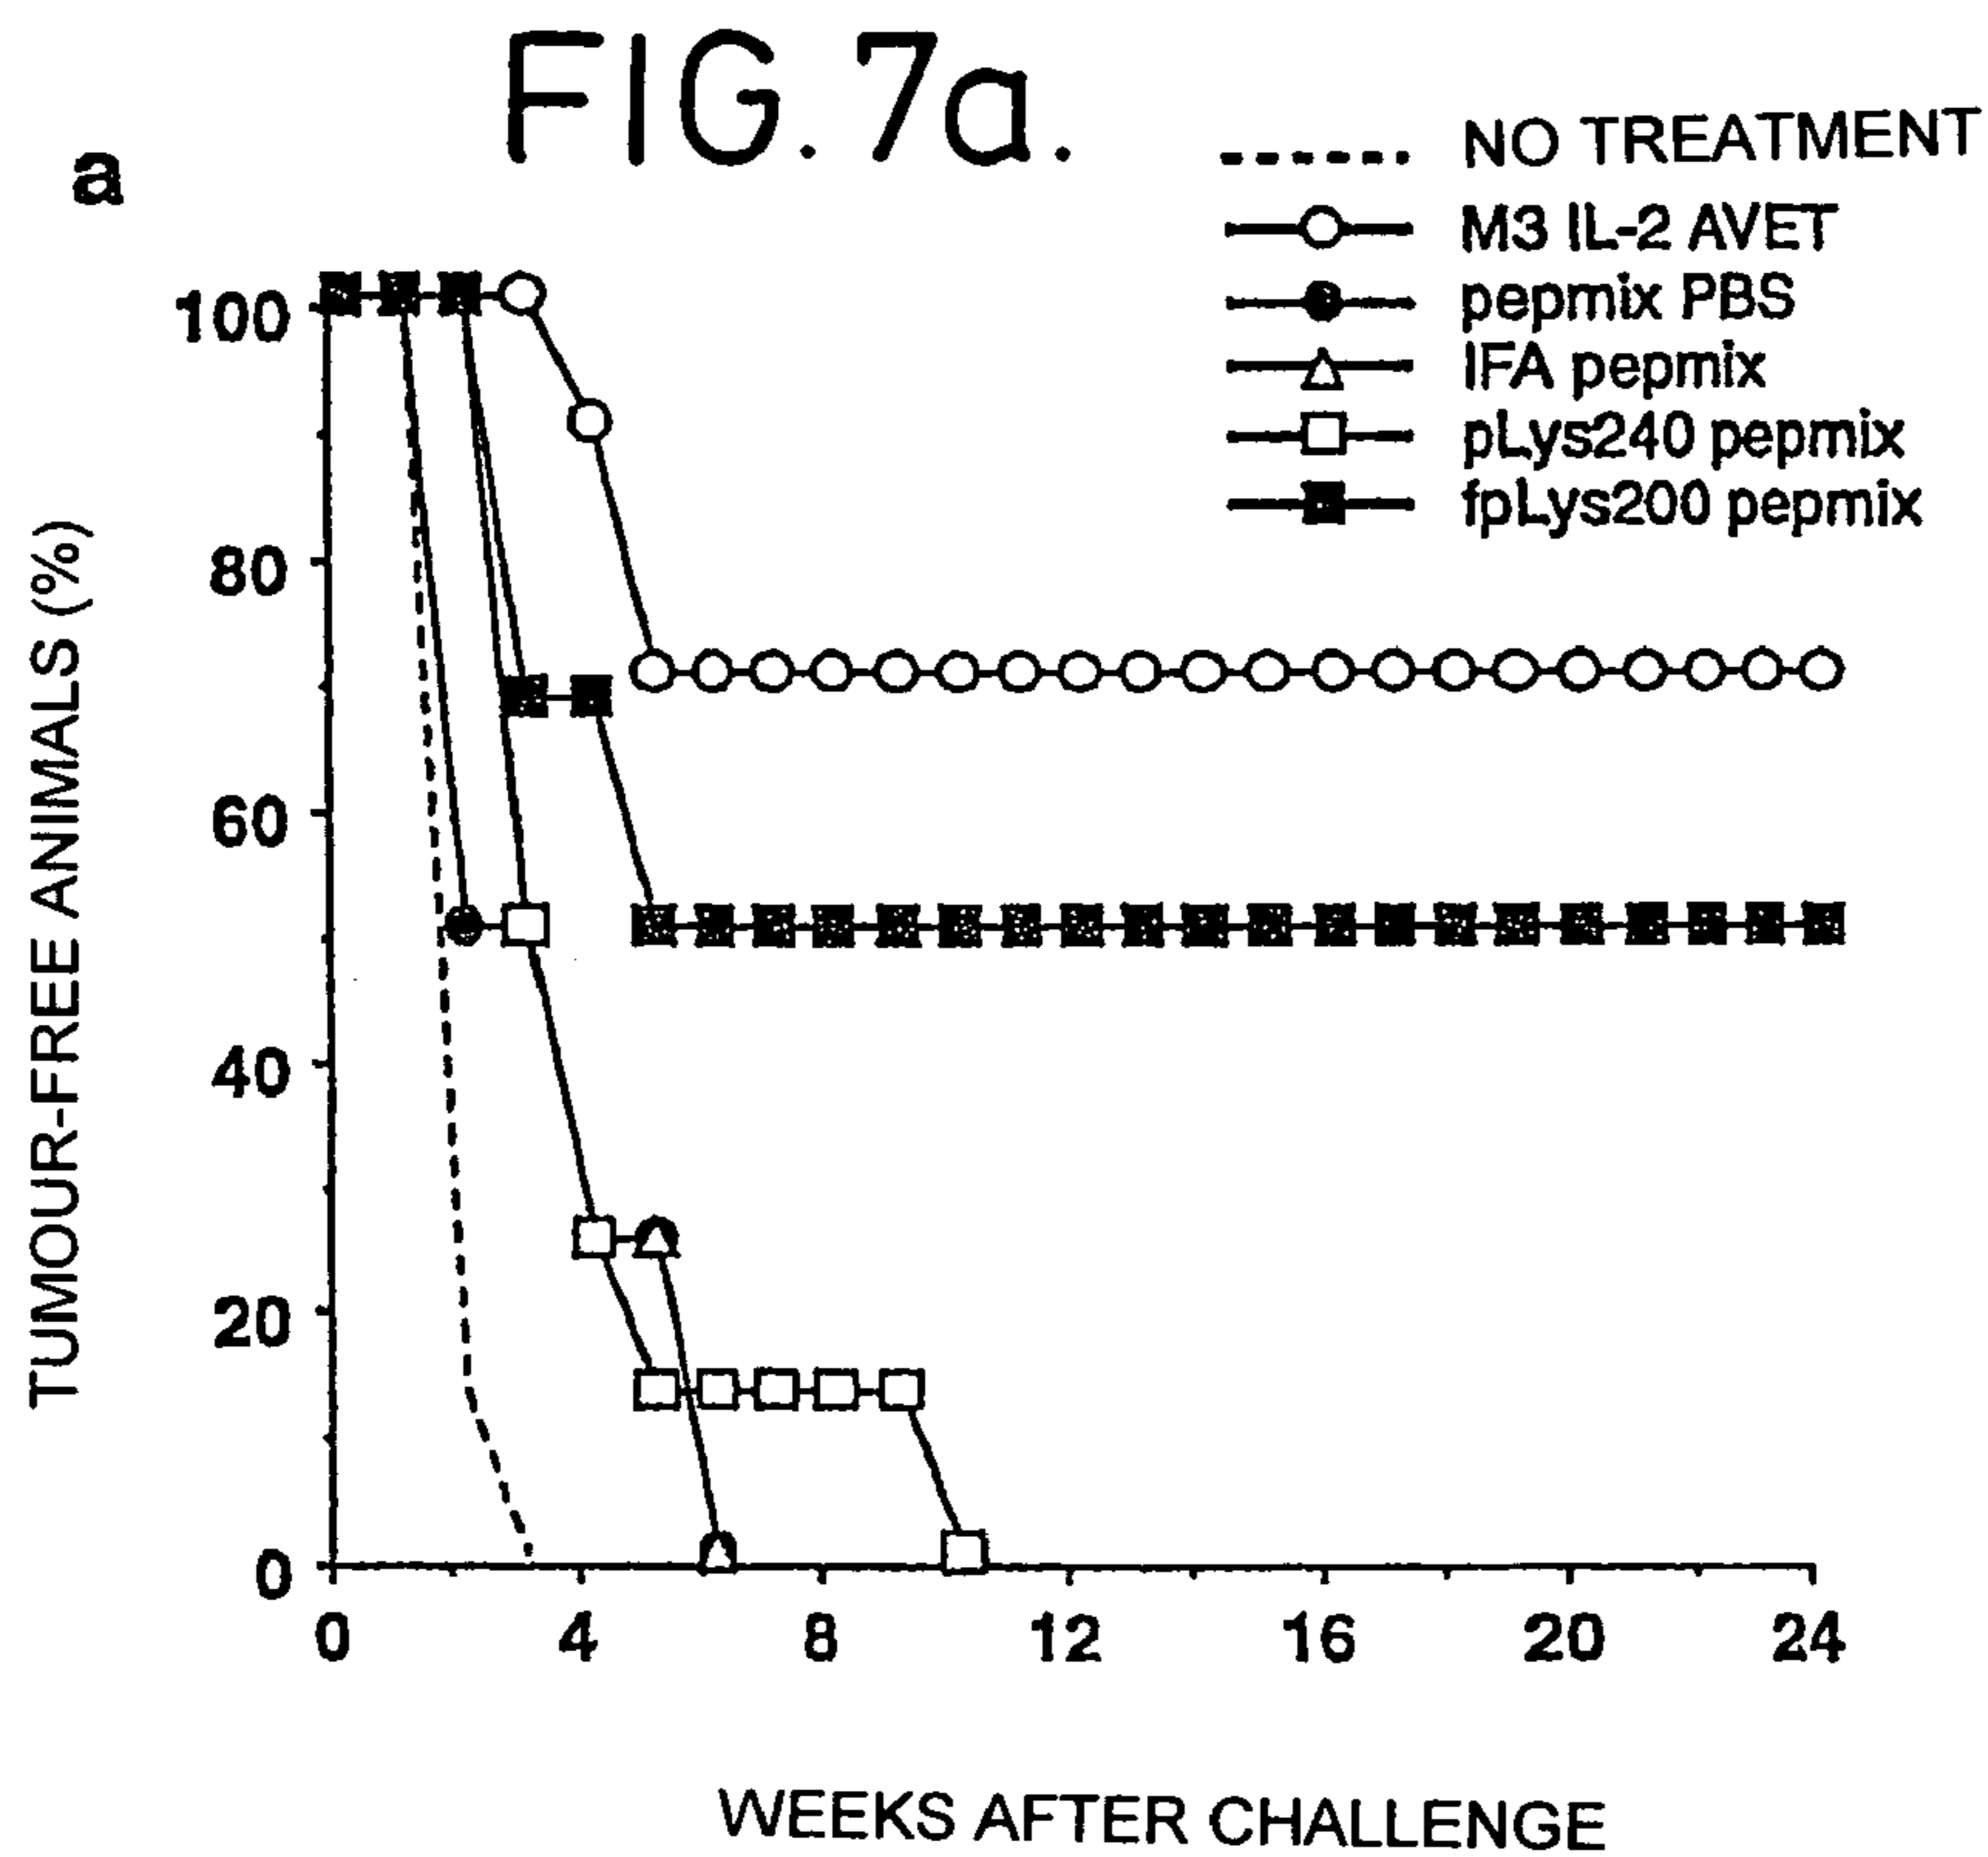 FIG. 7a.
a
NO TREATMENT
M3 IL-2 AVET
pepmix PBS
IFA pepmix
pLys240 pepmix
fpLys200 pepmix
TUMOUR-FREE ANIMALS (%)
100
80
60
40
20
0
0 4 8 12 16 20 24
WEEKS AFTER CHALLENGE